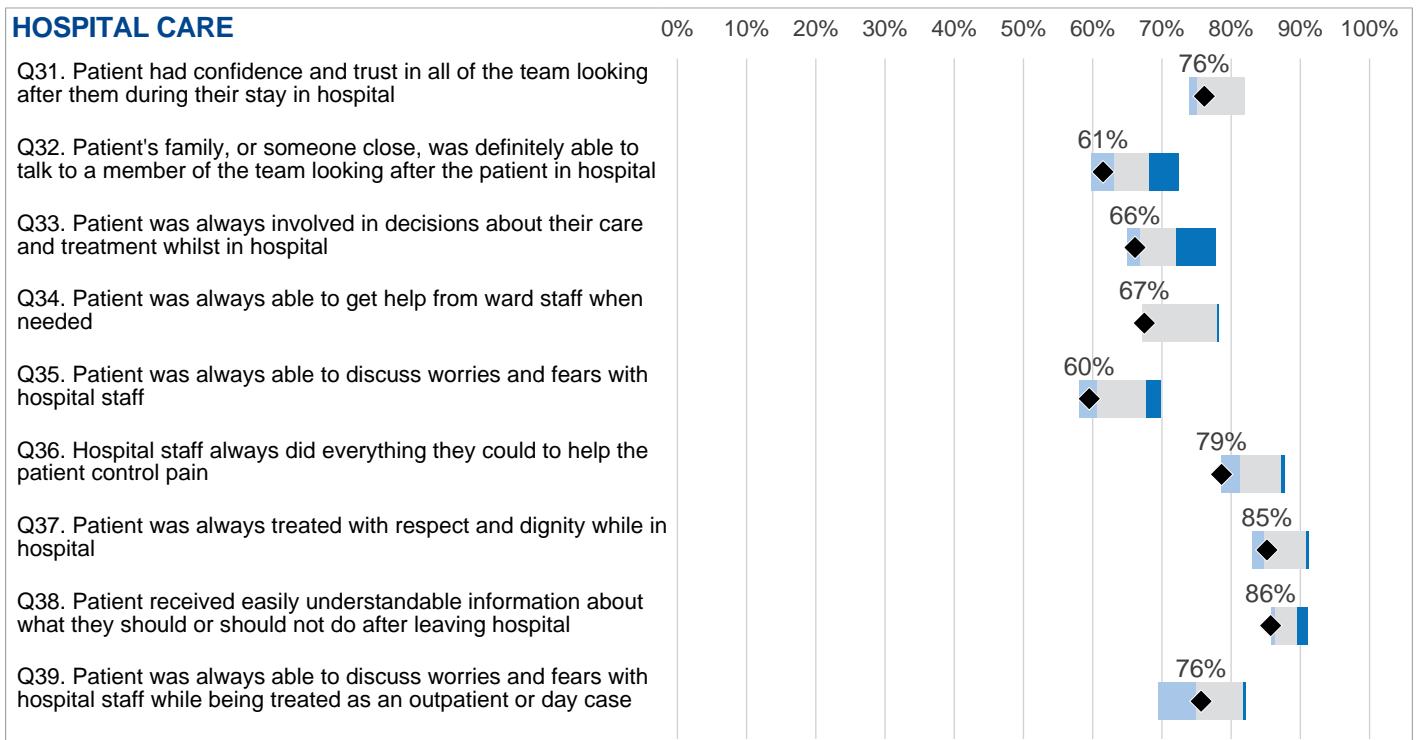 HOSPITAL CARE
0% 10% 20% 30% 40% 50% 60% 70% 80% 90% 100%
Q31. Patient had confidence and trust in all of the team looking
after them during their stay in hospital
76%
Q32. Patient's family, or someone close, was definitely able to
talk to a member of the team looking after the patient in hospital
61%
Q33. Patient was always involved in decisions about their care
and treatment whilst in hospital
66%
Q34. Patient was always able to get help from ward staff when
needed
67%
Q35. Patient was always able to discuss worries and fears with
hospital staff
60%
Q36. Hospital staff always did everything they could to help the
patient control pain
79%
Q37. Patient was always treated with respect and dignity while in
hospital
85%
Q38. Patient received easily understandable information about
what they should or should not do after leaving hospital
86%
Q39. Patient was always able to discuss worries and fears with
hospital staff while being treated as an outpatient or day case
76%